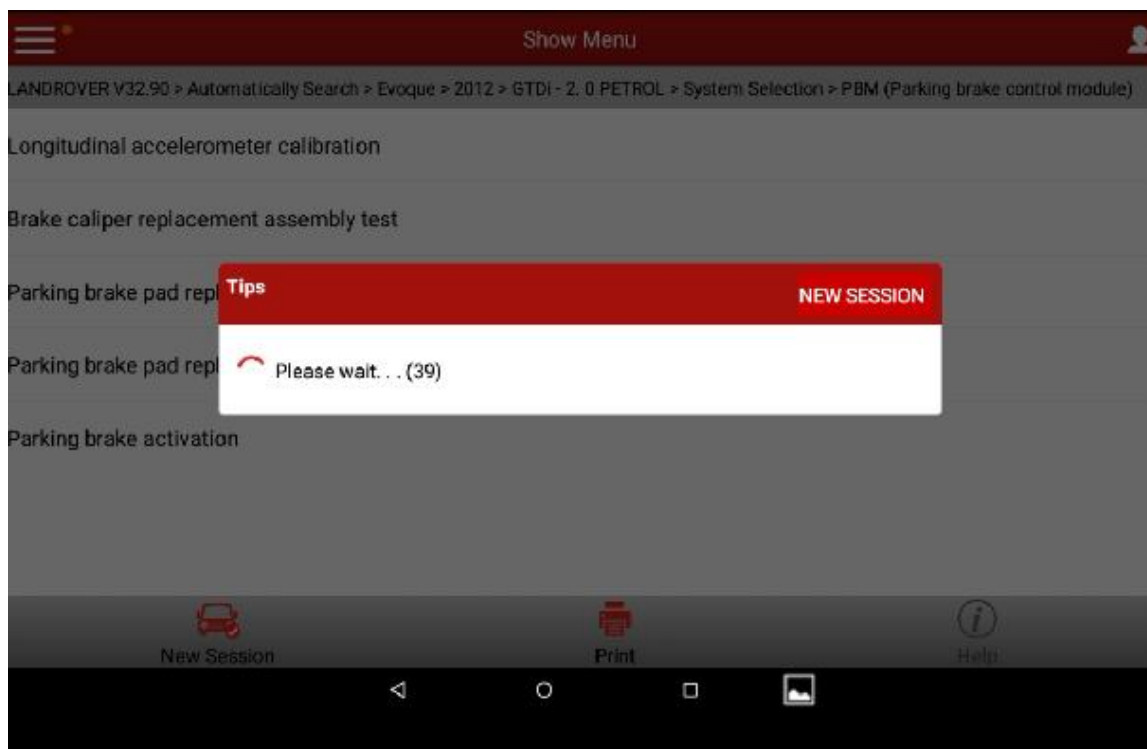 Show Menu
LANDROVER V32.90 > Automatically Search > Evoque > 2012 > GTDi - 2. 0 PETROL > System Selection > PBM (Parking brake control module)
Longitudinal accelerometer calibration
Brake caliper replacement assembly test
Parking brake pad repl
Tips
NEW SESSION
Parking brake pad repl
Please wait. . . (39)
Parking brake activation
New Session
Print
Help